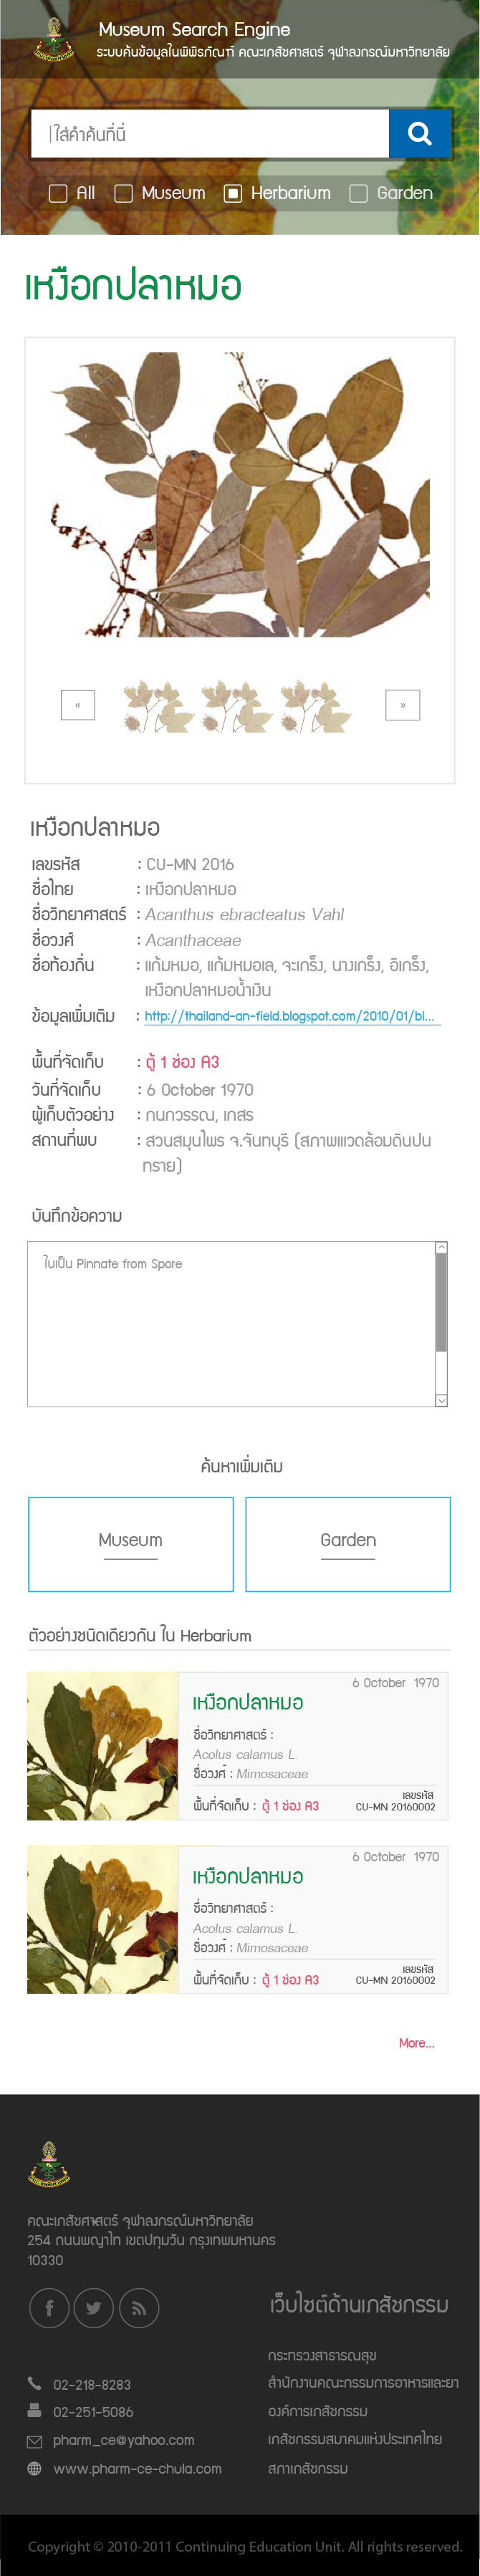 Museum Search Engine
ระบบค้นข้อมูลในพิพิธภัณฑ์ คณะเภสัชศาสตร์ จุฬาลงกรณ์มหาวิทยาลัย
ใส่คำค้นที่นี่
All Museum Herbarium Garden
เหงือกปลาหมอ
« »
เหงือกปลาหมอ
เลขรหัส : CU-MN 2016
ชื่อไทย : เหงือกปลาหมอ
ชื่อวิทยาศาสตร์ : Acanthus ebracteatus Vahl
ชื่อวงศ์ : Acanthaceae
ชื่อท้องถิ่น : แก้มหมอ, แก้มหมอเล, จะเกร็ง, นางเกร็ง, อีเกร็ง,
เหงือกปลาหมอน้ำเงิน
ข้อมูลเพิ่มเติม : http://thailand-an-field.blogspot.com/2010/01/bl...
พื้นที่จัดเก็บ : ตู้ 1 ช่อง A3
วันที่จัดเก็บ : 6 October 1970
ผู้เก็บตัวอย่าง : กนกวรรณ, เกสร
สถานที่พบ : สวนสมุนไพร จ.จันทบุรี (สภาพแวดล้อมดินปน
ทราย)
บันทึกข้อความ
ใบเป็น Pinnate from Spore
ค้นหาเพิ่มเติม
Museum Garden
ตัวอย่างชนิดเดียวกัน ใน Herbarium
6 October 1970
เหงือกปลาหมอ
ชื่อวิทยาศาสตร์ :
Acolus calamus L.
ชื่อวงศ์ : Mimosaceae
เลขรหัส
พื้นที่จัดเก็บ : ตู้ 1 ช่อง A3 CU-MN 20160002
6 October 1970
เหงือกปลาหมอ
ชื่อวิทยาศาสตร์ :
Acolus calamus L.
ชื่อวงศ์ : Mimosaceae
เลขรหัส
พื้นที่จัดเก็บ : ตู้ 1 ช่อง A3 CU-MN 20160002
More...
คณะเภสัชศาสตร์ จุฬาลงกรณ์มหาวิทยาลัย
254 ถนนพญาไท เขตปทุมวัน กรุงเทพมหานคร
10330
เว็บไซต์ด้านเภสัชกรรม
กระทรวงสาธารณสุข
สำนักงานคณะกรรมการอาหารและยา
องค์การเภสัชกรรม
เภสัชกรรมสมาคมแห่งประเทศไทย
สภาเภสัชกรรม
02-218-8283
02-251-5086
pharm_ce@yahoo.com
www.pharm-ce-chula.com
Copyright © 2010-2011 Continuing Education Unit. All rights reserved.